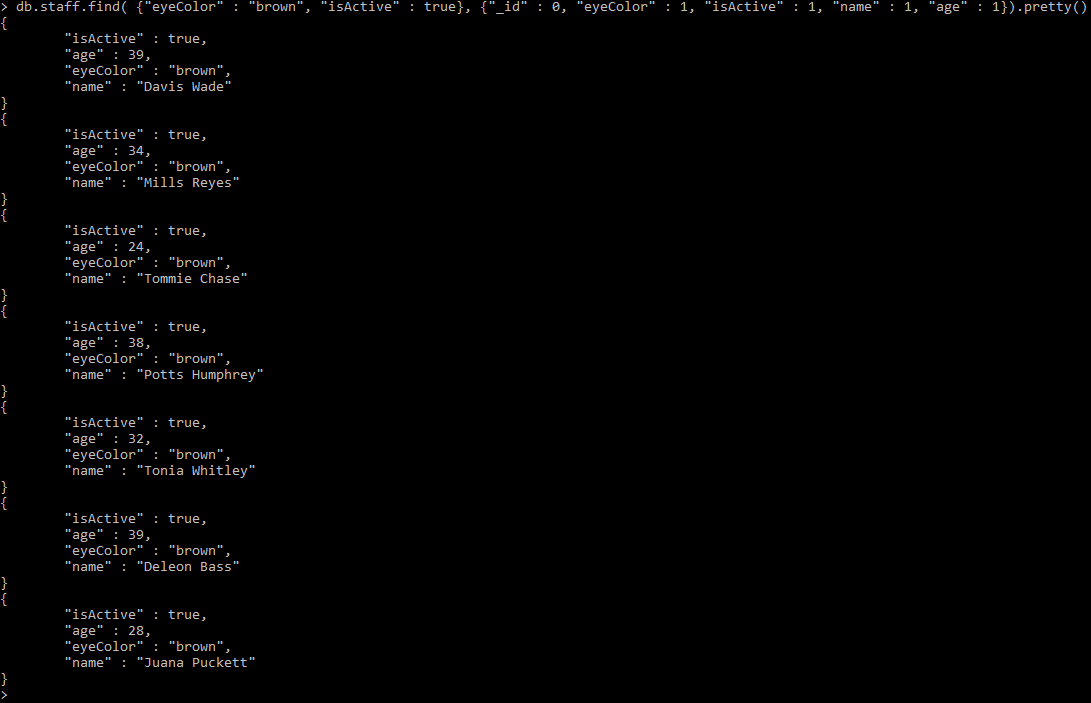 > db.staff.find( {"eyeColor" : "brown", "isActive" : true}, {"_id" : 0, "eyeColor" : 1, "isActive" : 1, "name" : 1, "age" : 1}).pretty()
{
        "isActive" : true,
        "age" : 39,
        "eyeColor" : "brown",
        "name" : "Davis Wade"
}
{
        "isActive" : true,
        "age" : 34,
        "eyeColor" : "brown",
        "name" : "Mills Reyes"
}
{
        "isActive" : true,
        "age" : 24,
        "eyeColor" : "brown",
        "name" : "Tommie Chase"
}
{
        "isActive" : true,
        "age" : 38,
        "eyeColor" : "brown",
        "name" : "Potts Humphrey"
}
{
        "isActive" : true,
        "age" : 32,
        "eyeColor" : "brown",
        "name" : "Tonia Whitley"
}
{
        "isActive" : true,
        "age" : 39,
        "eyeColor" : "brown",
        "name" : "Deleon Bass"
}
{
        "isActive" : true,
        "age" : 28,
        "eyeColor" : "brown",
        "name" : "Juana Puckett"
}
>